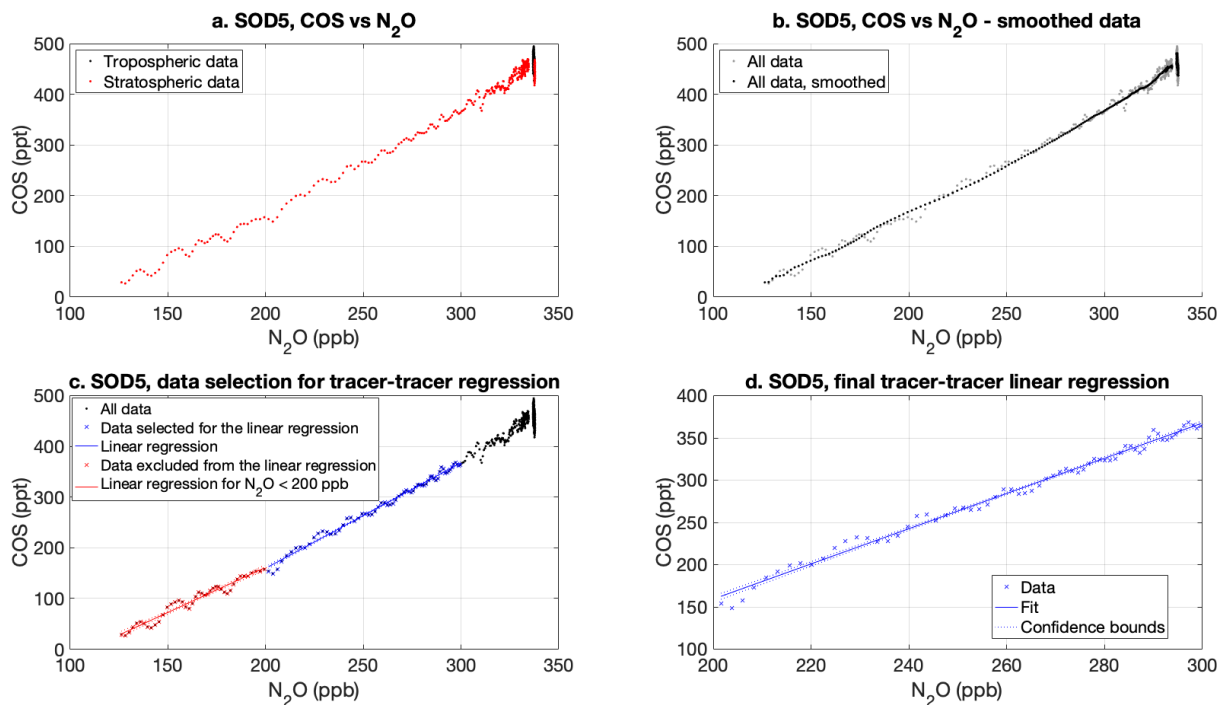 a. SOD5, COS vs N₂O
500
400
300
200
100
0
COS (ppt)
Tropospheric data
Stratospheric data
100 150 200 250 300 350
N₂O (ppb)
b. SOD5, COS vs N₂O - smoothed data
500
400
300
200
100
0
COS (ppt)
All data
All data, smoothed
100 150 200 250 300 350
N₂O (ppb)
c. SOD5, data selection for tracer-tracer regression
500
400
300
200
100
0
COS (ppt)
All data
Data selected for the linear regression
Linear regression
Data excluded from the linear regression
Linear regression for N₂O < 200 ppb
100 150 200 250 300 350
N₂O (ppb)
d. SOD5, final tracer-tracer linear regression
400
350
300
250
200
150
100
COS (ppt)
Data
Fit
Confidence bounds
200 220 240 260 280 300
N₂O (ppb)